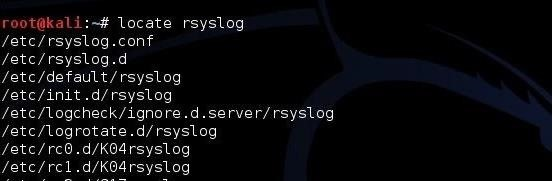 root@kali:~# locate rsyslog
/etc/rsyslog.conf
/etc/rsyslog.d
/etc/default/rsyslog
/etc/init.d/rsyslog
/etc/logcheck/ignore.d.server/rsyslog
/etc/logrotate.d/rsyslog
/etc/rc0.d/K04rsyslog
/etc/rc1.d/K04rsyslog